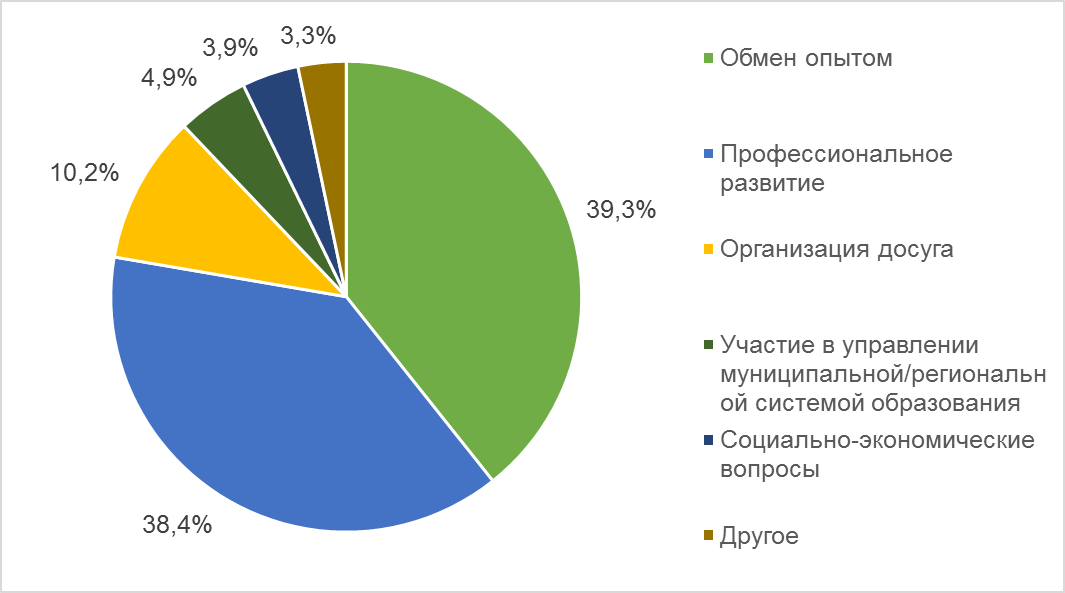 3,3%
3,9%
4,9%
10,2%
39,3%
38,4%
Обмен опытом
Профессиональное
развитие
Организация досуга
Участие в управлении
муниципальной/региональн
ой системой образования
Социально-экономические
вопросы
Другое